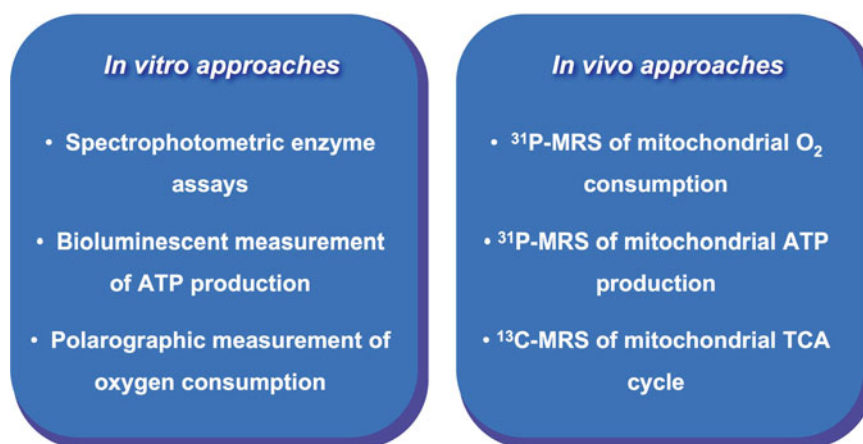 In vitro approaches
• Spectrophotometric enzyme
assays
• Bioluminescent measurement
of ATP production
• Polarographic measurement of
oxygen consumption
In vivo approaches
• ³¹P-MRS of mitochondrial O₂
consumption
• ³¹P-MRS of mitochondrial ATP
production
• ¹³C-MRS of mitochondrial TCA
cycle